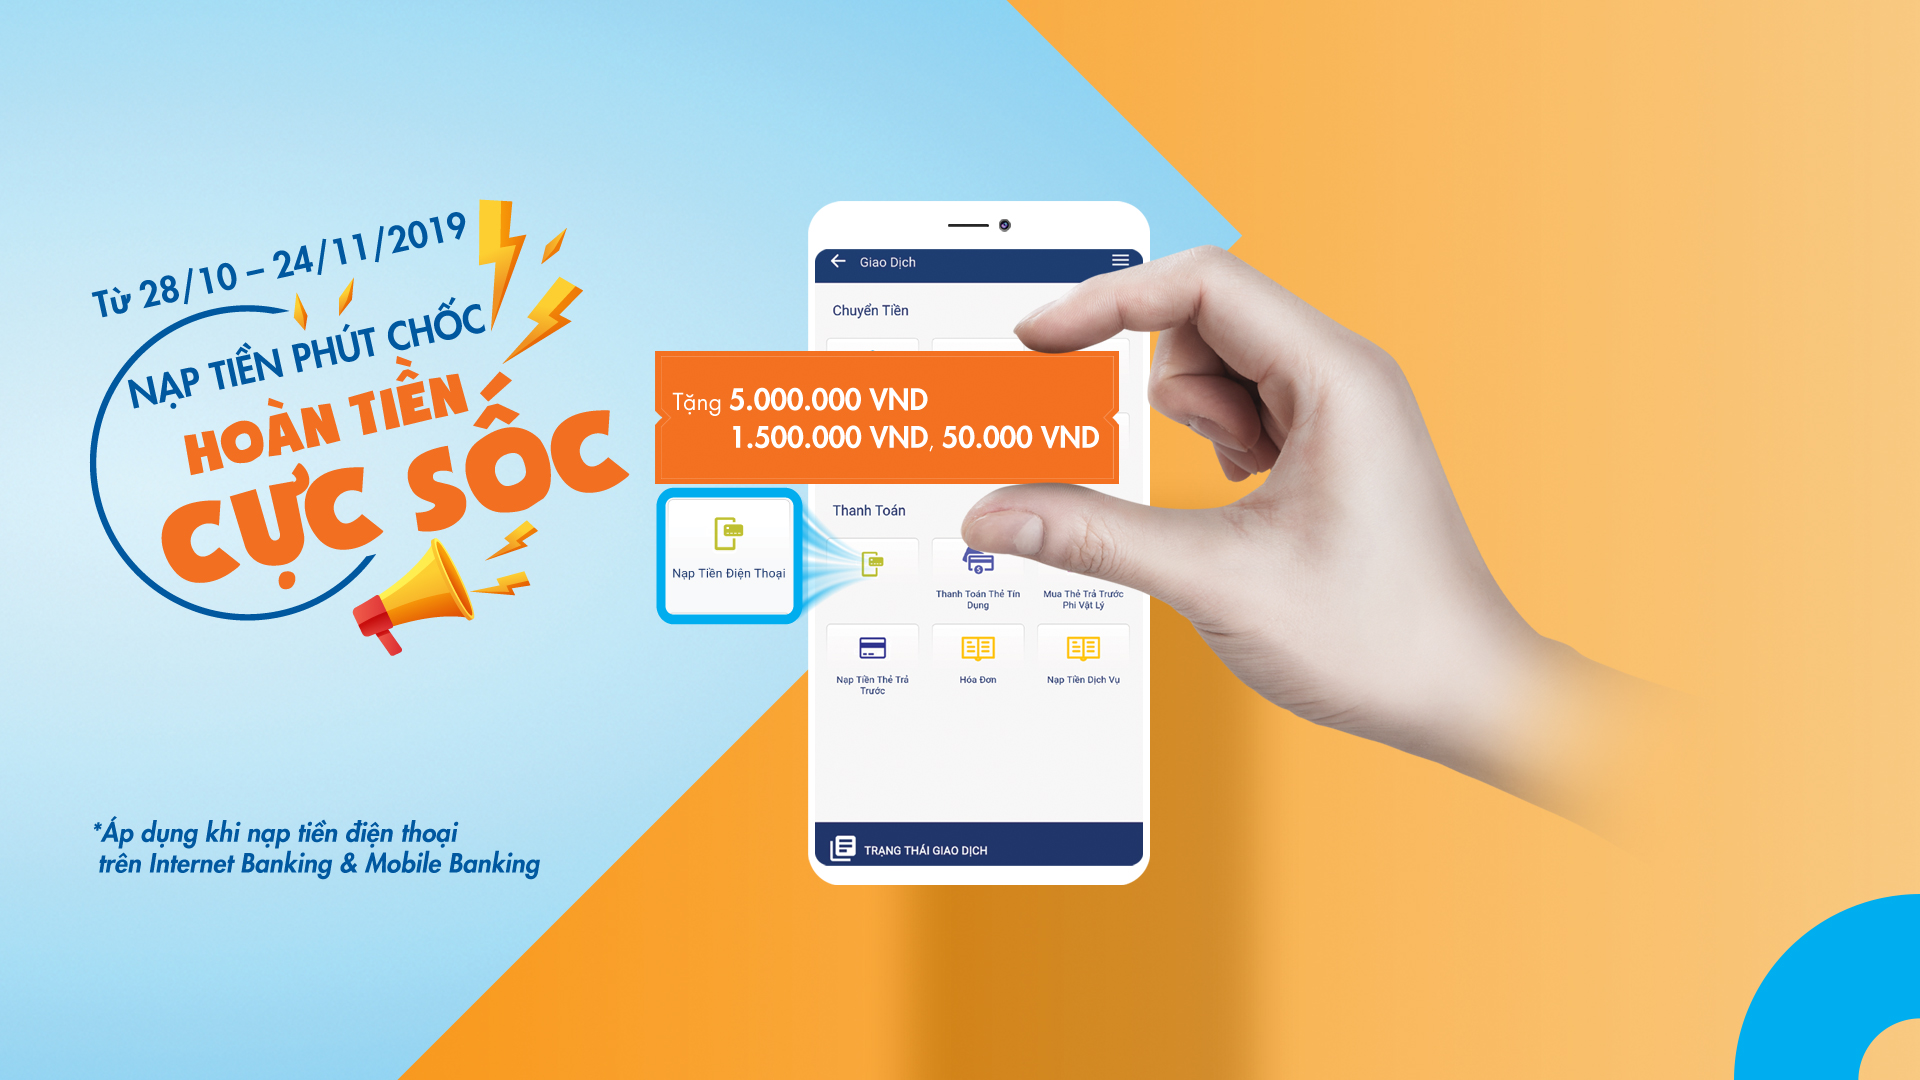 Từ 28/10 – 24/11/2019
NẠP TIỀN PHÚT CHỐC
HOÀN TIỀN
CỰC SỐC
*Áp dụng khi nạp tiền điện thoại
trên Internet Banking & Mobile Banking
Giao Dịch
Chuyển Tiền
Tặng 5.000.000 VND
1.500.000 VND, 50.000 VND
Thanh Toán
Nạp Tiền Điện Thoại
Thanh Toán Thẻ Tín
Dụng
Mua Thẻ Trả Trước
Phi Vật Lý
Nạp Tiền Thẻ Trả
Trước
Hóa Đơn
Nạp Tiền Dịch Vụ
TRẠNG THÁI GIAO DỊCH